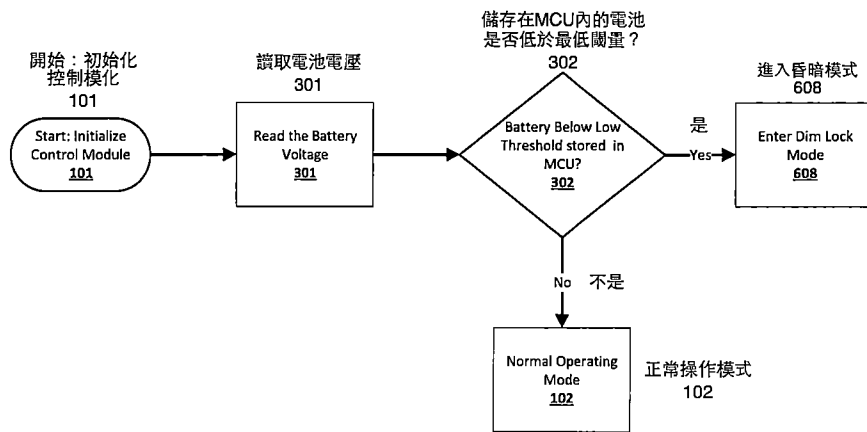 開始：初始化
控制模化
101
Start: Initialize
Control Module
101
讀取電池電壓
301
Read the Battery
Voltage
301
儲存在MCU內的電池
是否低於最低閾量？
302
Battery Below Low
Threshold stored in
MCU?
302
是
Yes
進入昏暗模式
608
Enter Dim Lock
Mode
608
No 不是
Normal Operating
Mode
102
正常操作模式
102